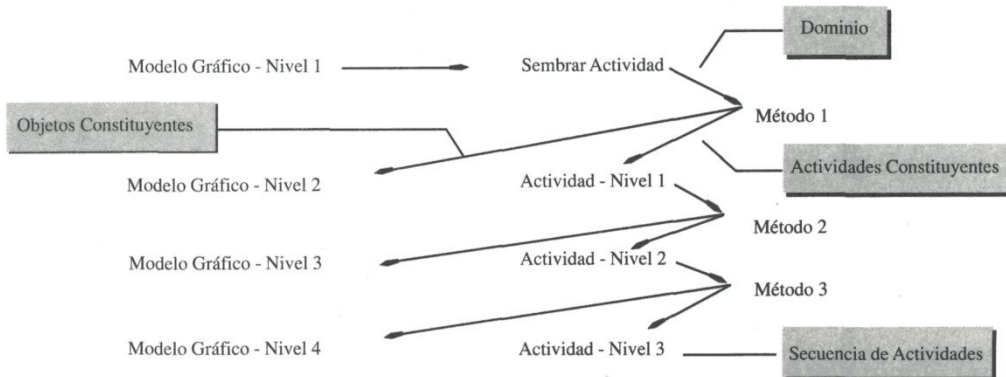 Dominio
Modelo Gráfico - Nivel 1
Sembrar Actividad
Método 1
Objetos Constituyentes
Actividades Constituyentes
Modelo Gráfico - Nivel 2
Actividad - Nivel 1
Método 2
Modelo Gráfico - Nivel 3
Actividad - Nivel 2
Método 3
Modelo Gráfico - Nivel 4
Actividad - Nivel 3
Secuencia de Actividades